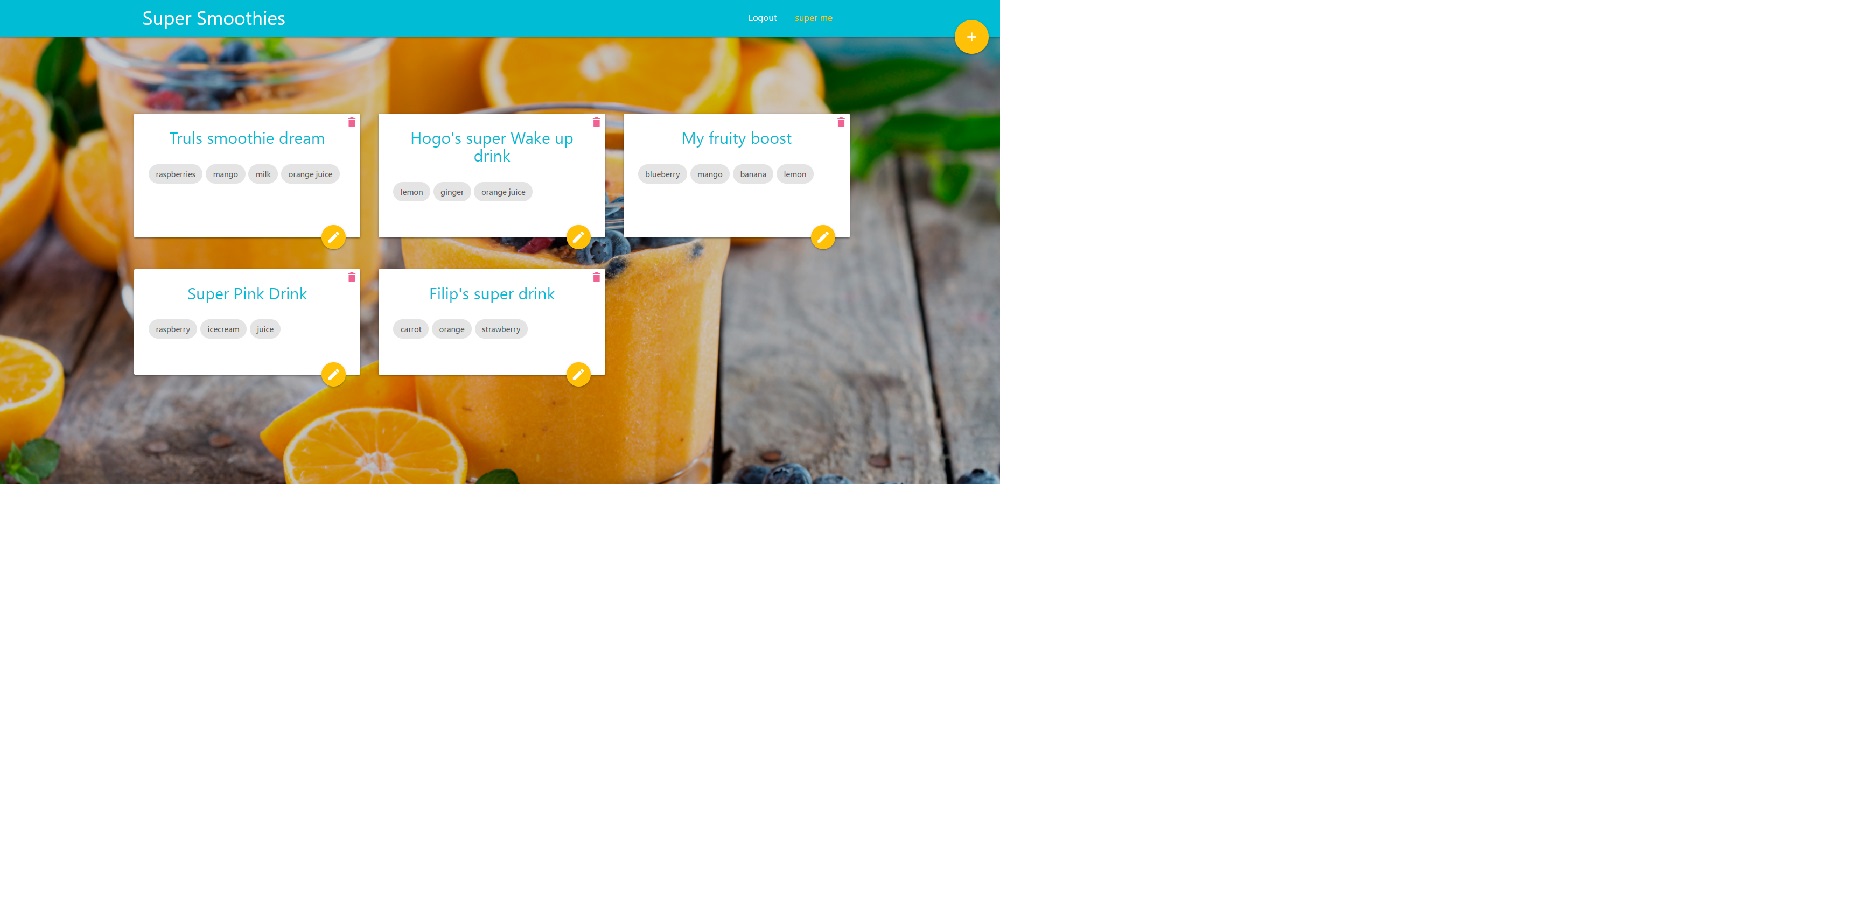 Super Smoothies
Logout
super me
+
Truls smoothie dream
raspberries mango milk orange juice
Hogo's super Wake up
drink
lemon ginger orange juice
My fruity boost
blueberry mango banana lemon
Super Pink Drink
raspberry icecream juice
Filip's super drink
carrot orange strawberry